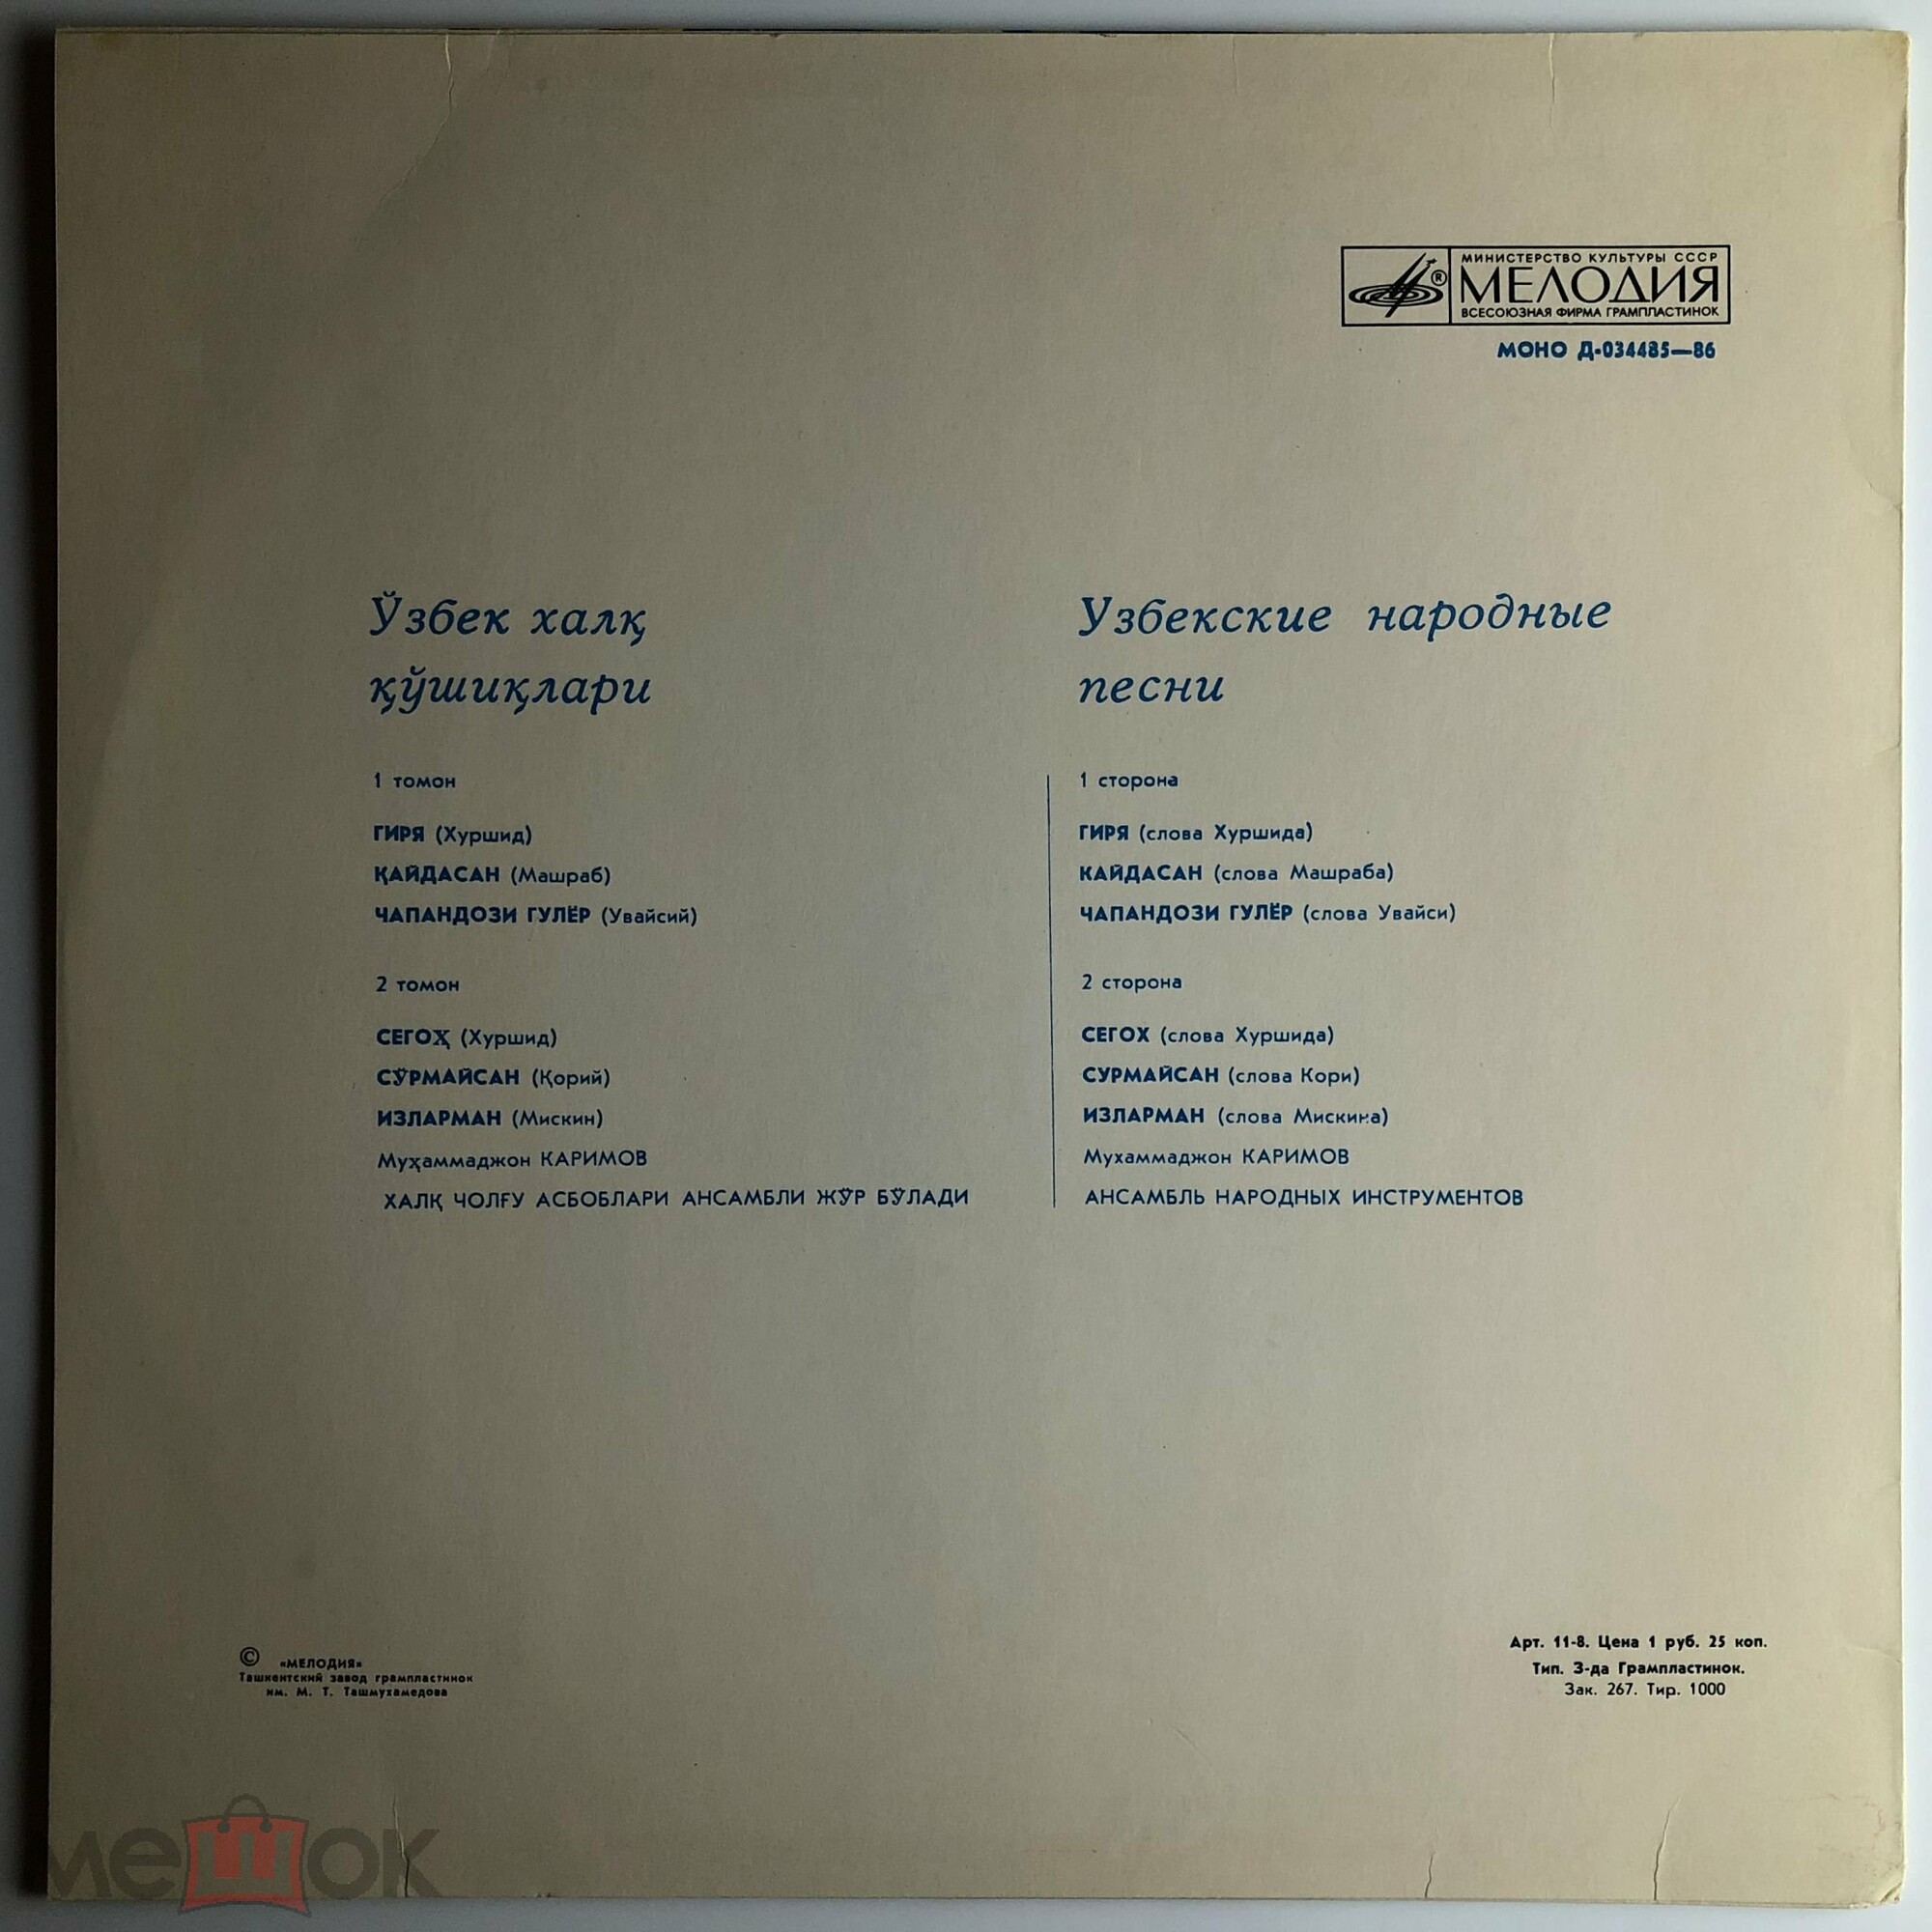 МИНИСТЕРСТВО КУЛЬТУРЫ СССР
МЕЛОДИЯ
®
ВСЕСОЮЗНАЯ ФИРМА ГРАМПЛАСТИНОК
МОНО Д-034485—86
Ўзбек халқ
қўшиқлари
1 томон
ГИРЯ (Хуршид)
ҚАЙДАСАН (Машраб)
ЧАПАНДОЗИ ГУЛЁР (Увайсий)
2 томон
СЕГОҲ (Хуршид)
СЎРМАЙСАН (Қорий)
ИЗЛАРМАН (Мискин)
Муҳаммаджон КАРИМОВ
ХАЛҚ ЧОЛҒУ АСБОБЛАРИ АНСАМБЛИ ЖЎР БЎЛАДИ
Узбекские народные
песни
1 сторона
ГИРЯ (слова Хуршида)
КАЙДАСАН (слова Машраба)
ЧАПАНДОЗИ ГУЛЁР (слова Увайси)
2 сторона
СЕГОХ (слова Хуршида)
СУРМАЙСАН (слова Кори)
ИЗЛАРМАН (слова Мискина)
Мухаммаджон КАРИМОВ
АНСАМБЛЬ НАРОДНЫХ ИНСТРУМЕНТОВ
© «МЕЛОДИЯ»
Ташкентский завод грампластинок
им. М. Т. Ташмухамедова
Арт. 11-8. Цена 1 руб. 25 коп.
Тип. З-да Грампластинок.
Зак. 267. Тир. 1000
мешок